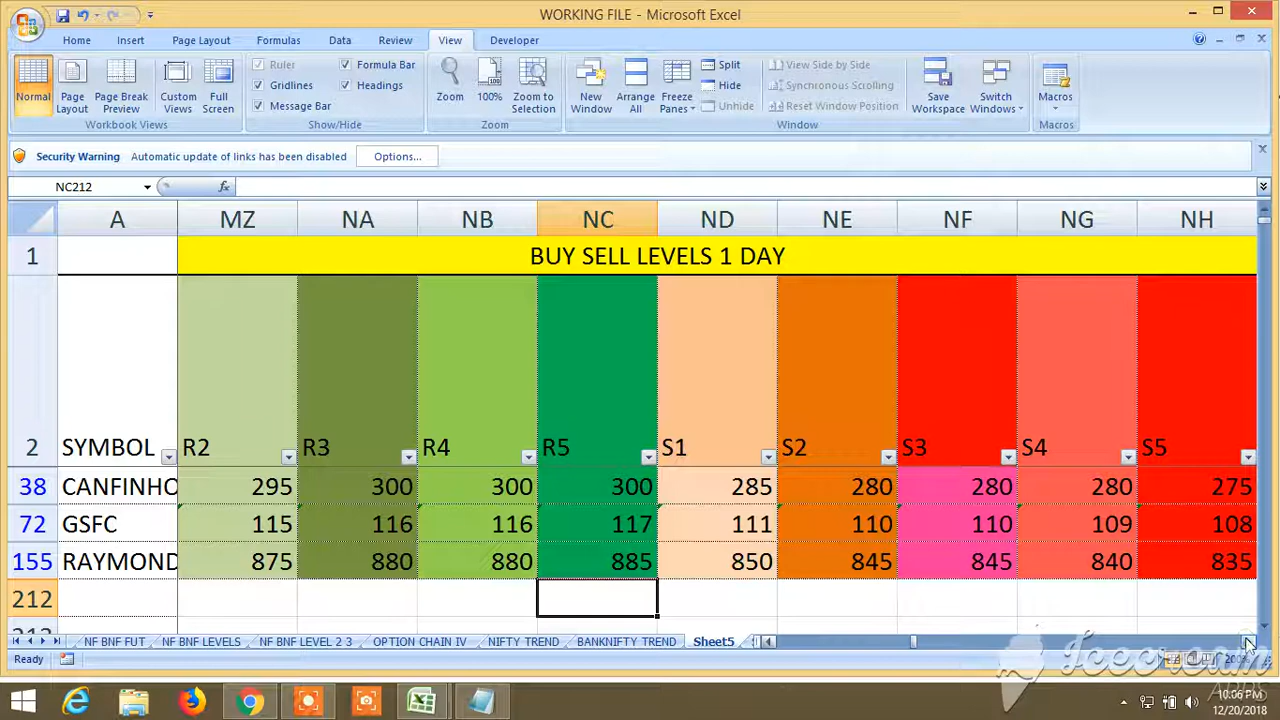 WORKING FILE - Microsoft Excel
Home Insert Page Layout Formulas Data Review View Developer
Normal
Page Layout
Page Break Preview
Custom Views
Full Screen
Workbook Views
Ruler
Gridlines
Message Bar
Formula Bar
Headings
Show/Hide
Zoom
100%
Zoom to Selection
Zoom
New Window
Arrange All
Freeze Panes
Split
Hide
Unhide
View Side by Side
Synchronous Scrolling
Reset Window Position
Window
Save Workspace
Switch Windows
Macros
Macros
Security Warning Automatic update of links has been disabled Options...
NC212 fx
A MZ NA NB NC ND NE NF NG NH
1 BUY SELL LEVELS 1 DAY
2 SYMBOL R2 R3 R4 R5 S1 S2 S3 S4 S5
38 CANFINHO 295 300 300 300 285 280 280 280 275
72 GSFC 115 116 116 117 111 110 110 109 108
155 RAYMOND 875 880 880 885 850 845 845 840 835
212
213
NF BNF FUT NF BNF LEVELS NF BNF LEVEL 2 3 OPTION CHAIN IV NIFTY TREND BANKNIFTY TREND Sheet5
Ready 200%
Icecream
APPS
10:06 PM
12/20/2018